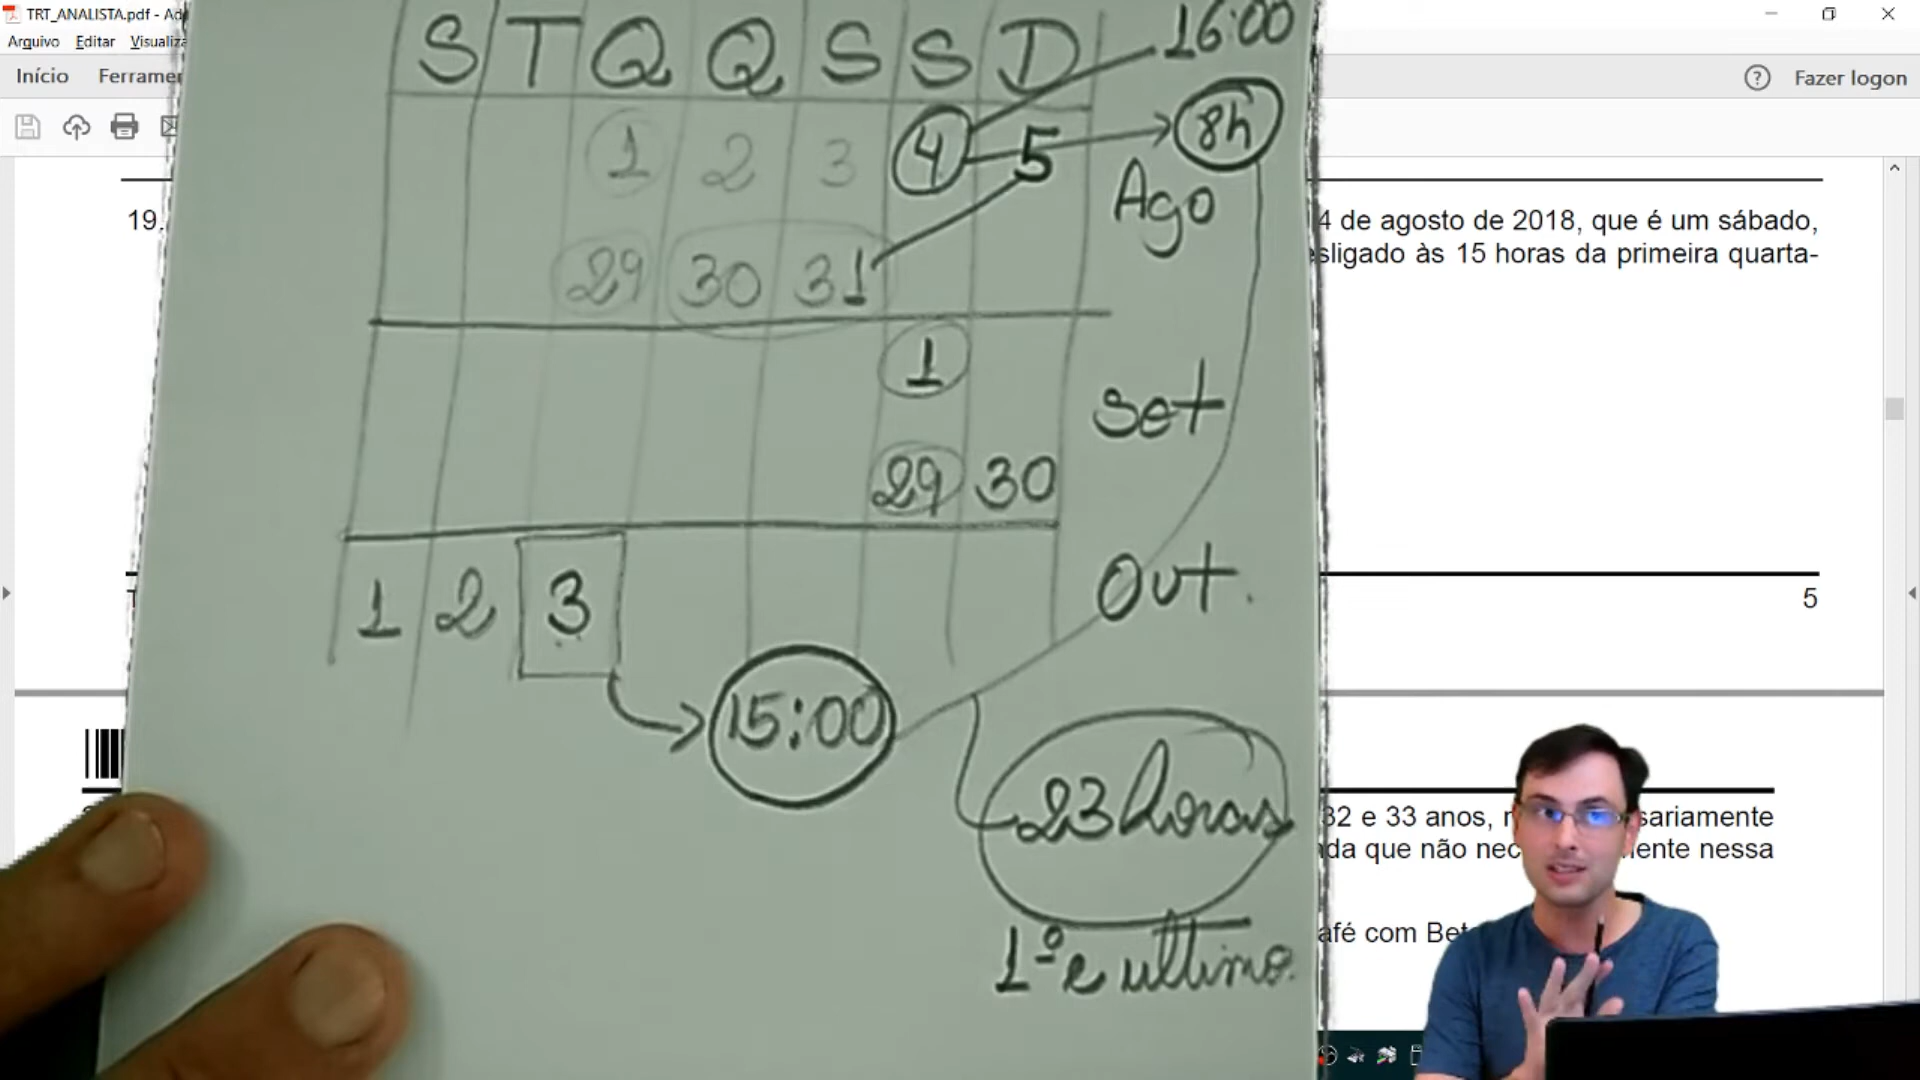 TRT_ANALISTA.pdf - Ad
Arquivo Editar Visualiza
Início Ferrame
Fazer logon
S T Q Q S S D
16:00
1 2 3 4 5
8h
Ago
29 30 31
1
Set
29 30
Out.
1 2 3
15:00
23 horas
1º e último.
19.
4 de agosto de 2018, que é um sábado,
sligado às 15 horas da primeira quarta-
5
32 e 33 anos, n
sariamente
da que não nec
ente nessa
afé com Bet